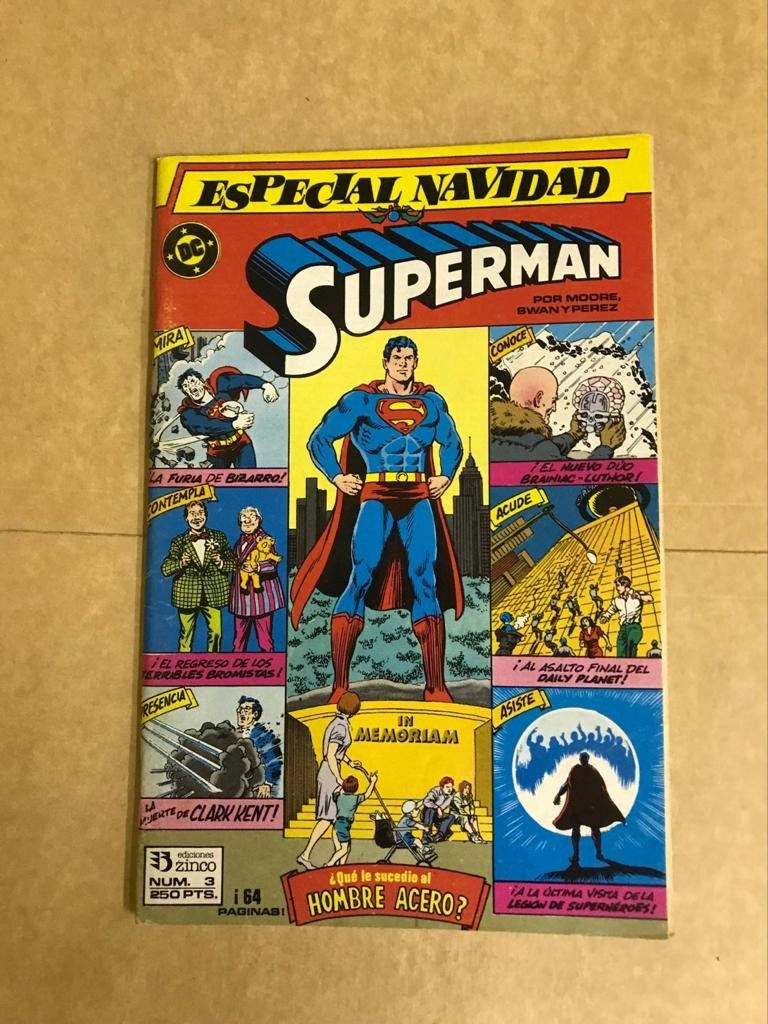 ESPECIAL NAVIDAD
DC
SUPERMAN
POR MOORE,
SWAN Y PEREZ
MIRA
¡LA FURIA DE BIZARRO!
CONTEMPLA
¡EL REGRESO DE LOS
TERRIBLES BROMISTAS!
PRESENCIA
LA
MUERTE DE CLARK KENT!
CONOCE
¡EL NUEVO DÚO
BRAINIAC-LUTHOR!
ACUDE
¡AL ASALTO FINAL DEL
DAILY PLANET!
ASISTE
¡A LA ÚLTIMA VISITA DE LA
LEGIÓN DE SUPERHÉROES!
S
IN
MEMORIAM
ediciones
zinco
NUM. 3
250 PTS.
¡64
PAGINAS!
¿Qué le sucedio al
HOMBRE ACERO?